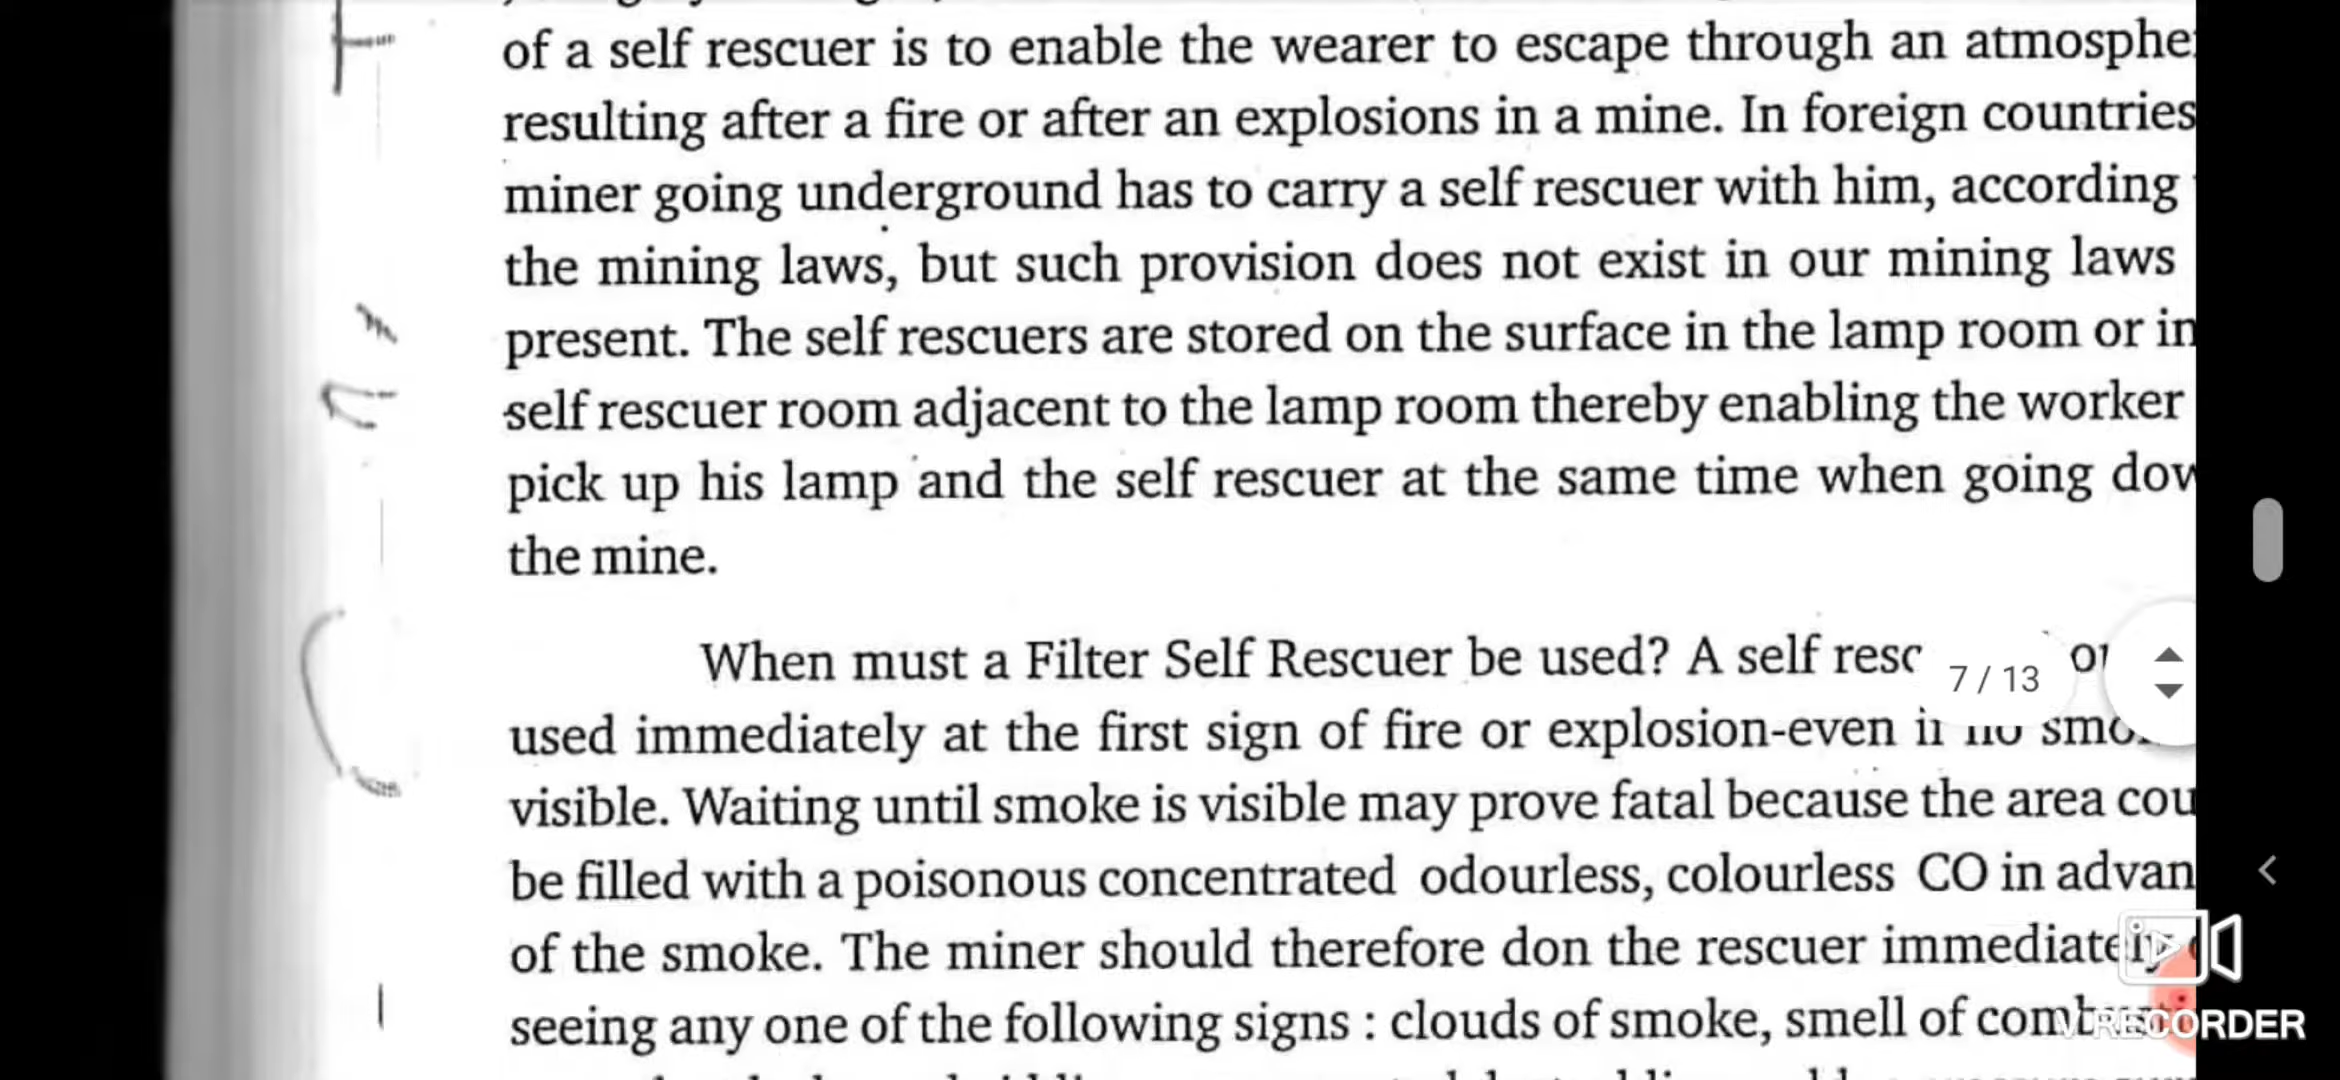 of a self rescuer is to enable the wearer to escape through an
resulting after a fire or after an explosions in a mine. In foreign countries
miner going underground has to carry a self rescuer with him, according
the mining laws, but such provision does not exist in our mining laws
present. The self rescuers are stored on the surface in the lamp room or in
self rescuer room adjacent to the lamp room thereby enabling the worker
pick up his lamp and the self rescuer at the same time when going
the mine.
When must a Filter Self Rescuer be used? A self
7 / 13
used immediately at the first sign of fire or explosion-even
visible. Waiting until smoke is visible may prove fatal because the area
be filled with a poisonous concentrated odourless, colourless CO in
of the smoke. The miner should therefore don the rescuer immediately
seeing any one of the following signs : clouds of smoke, smell of
V RECORDER